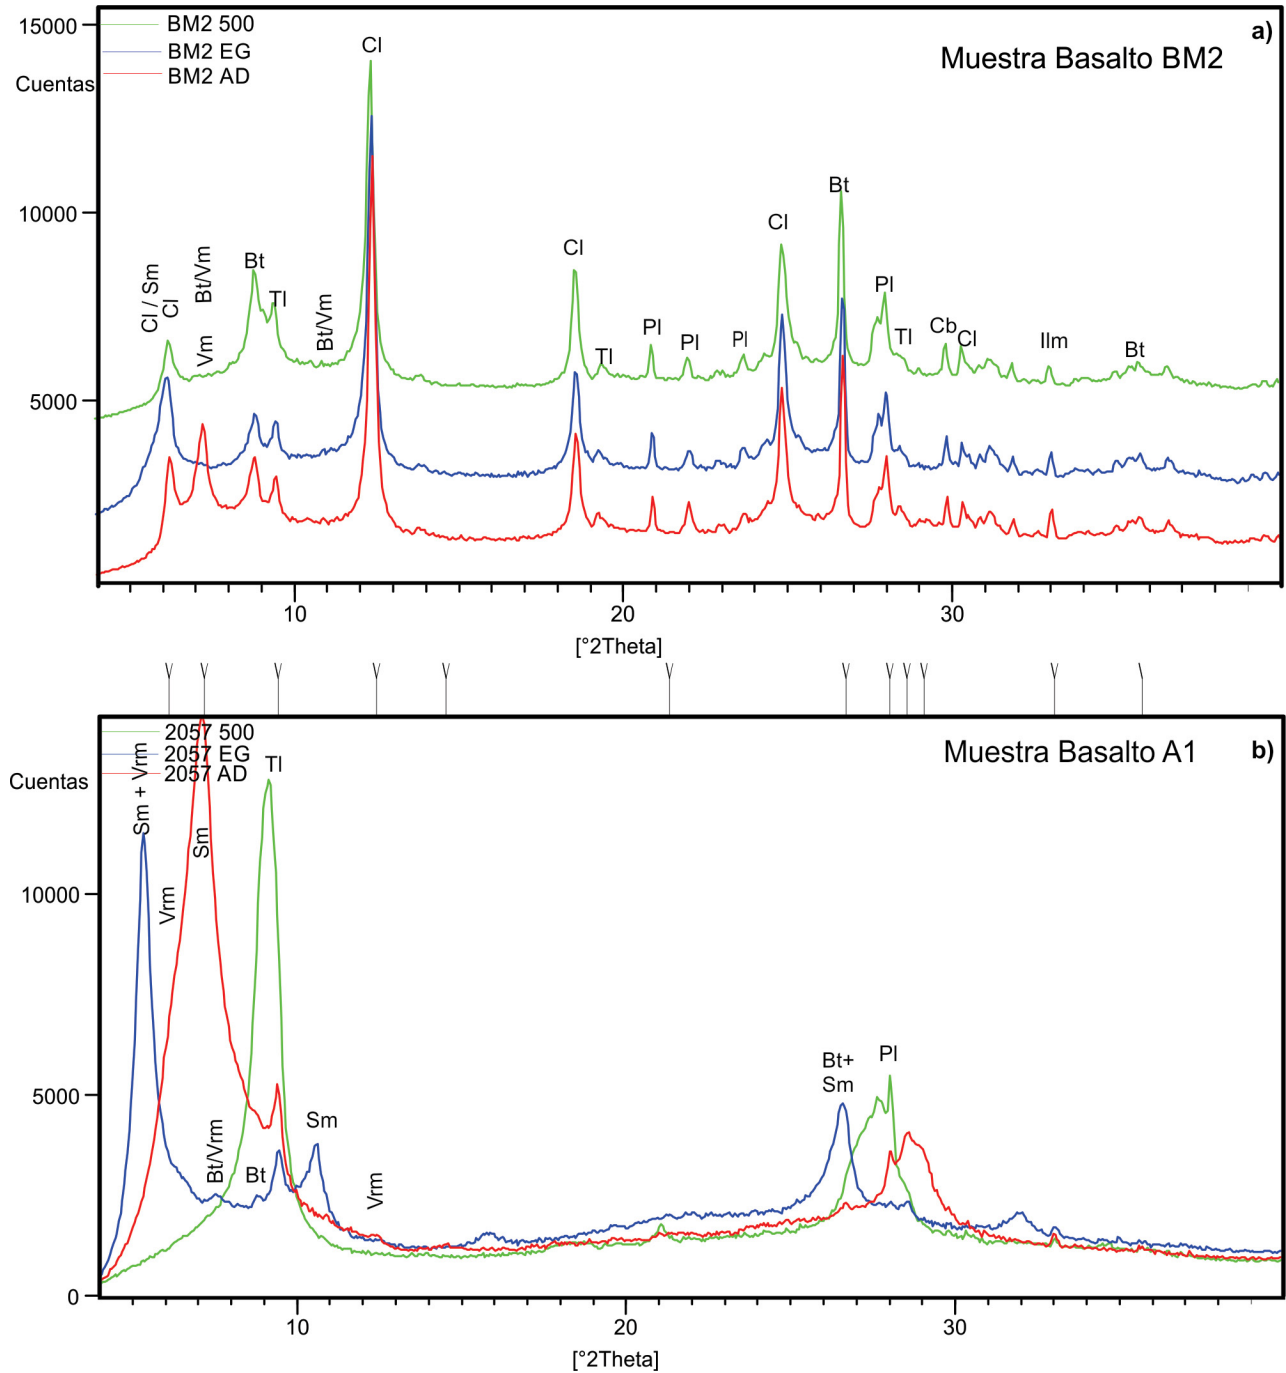 15000
BM2 500
BM2 EG
BM2 AD
Cuentas
Cl
Muestra Basalto BM2
a)
10000
5000
Cl / Sm
Cl
Bt/Vm
Vm
Bt
Tl
Bt/Vm
Cl
Tl
Pl
Pl
Pl
Cl
Bt
Pl
Tl
Cb
Cl
Ilm
Bt
10
20
30
[°2Theta]
2057 500
2057 EG
2057 AD
Cuentas
Muestra Basalto A1
b)
10000
5000
0
Sm + Vrm
Vrm
Sm
Tl
Bt/Vrm
Bt
Sm
Vrm
Bt+
Sm
Pl
10
20
30
[°2Theta]